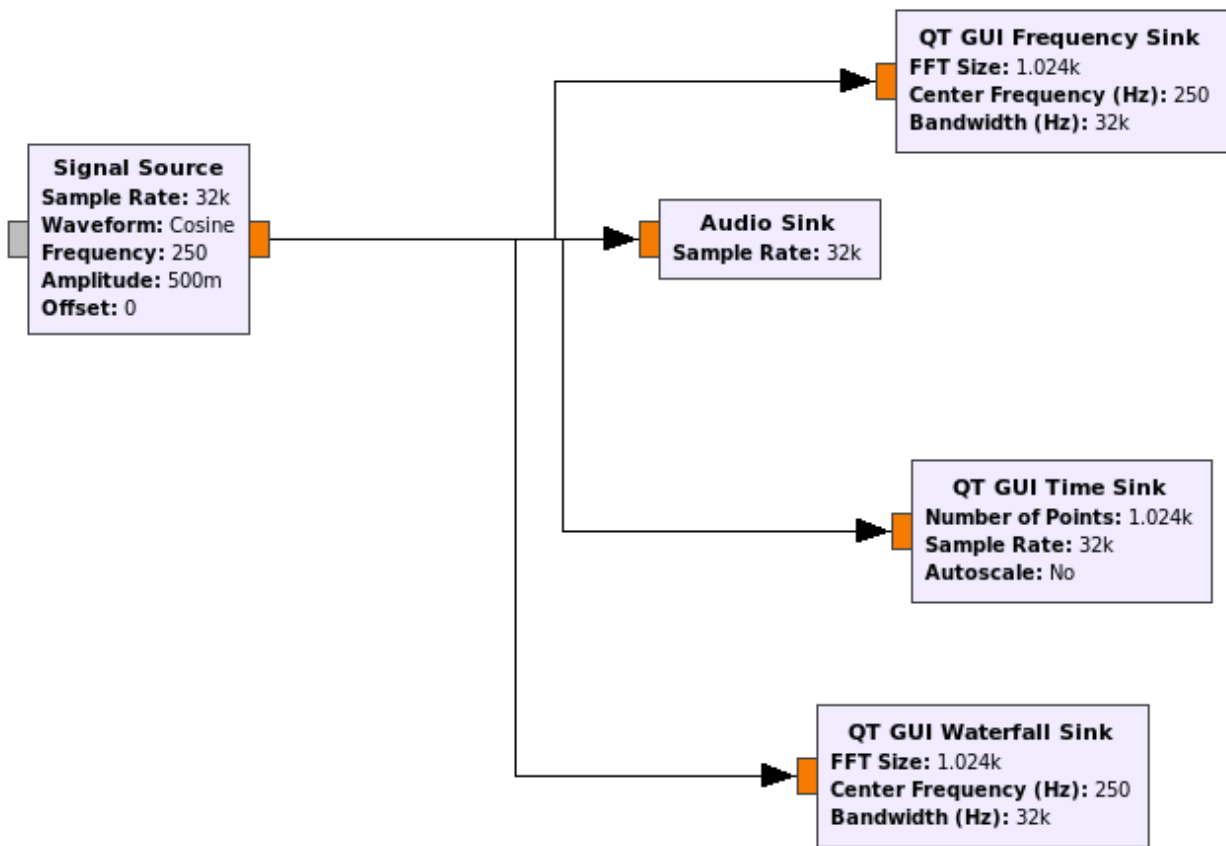 QT GUI Frequency Sink
FFT Size: 1.024k
Center Frequency (Hz): 250
Bandwidth (Hz): 32k
Signal Source
Sample Rate: 32k
Waveform: Cosine
Frequency: 250
Amplitude: 500m
Offset: 0
Audio Sink
Sample Rate: 32k
QT GUI Time Sink
Number of Points: 1.024k
Sample Rate: 32k
Autoscale: No
QT GUI Waterfall Sink
FFT Size: 1.024k
Center Frequency (Hz): 250
Bandwidth (Hz): 32k